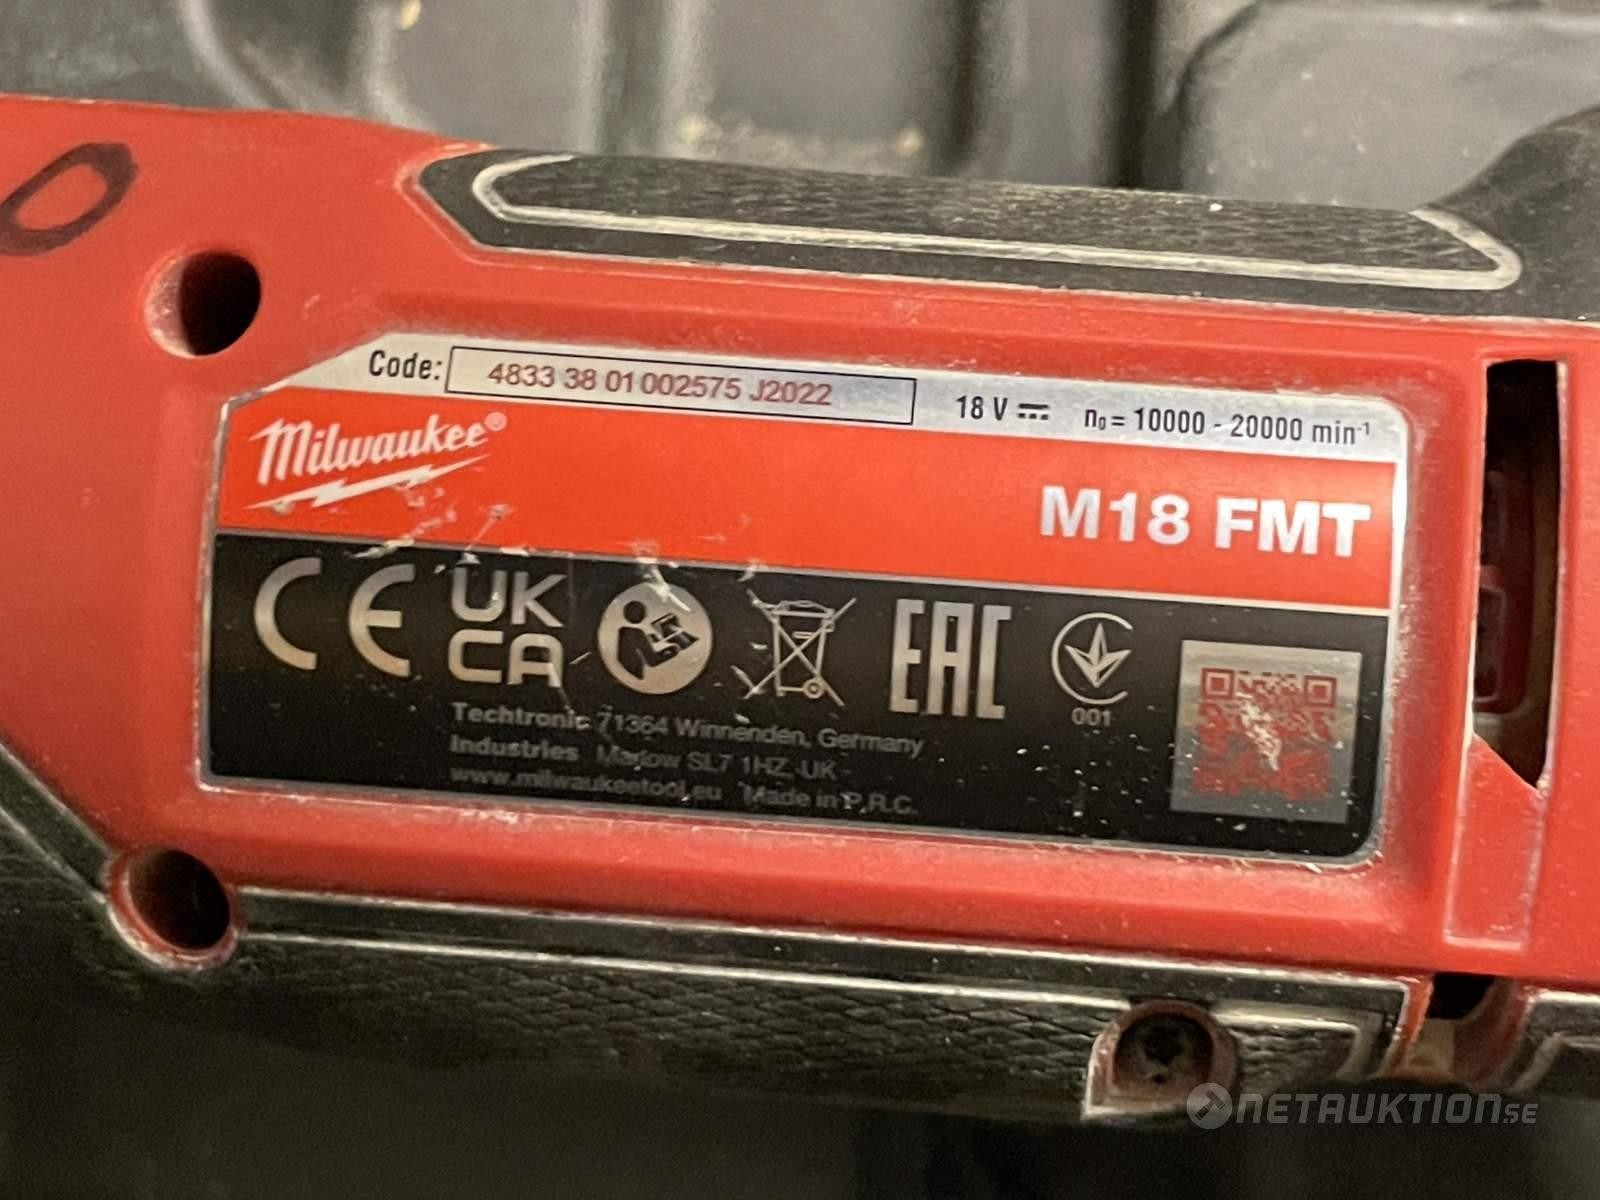 O
Code: 4833 38 01 002575 J2022 18 V n₀ = 10000 - 20000 min⁻¹
Milwaukee®
M18 FMT
CE UK CA EAC 001
Techtronic 71364 Winnenden, Germany
Industries Marlow SL7 1HZ, UK
www.milwaukeetool.eu Made in P.R.C.
NETAUKTION.SE